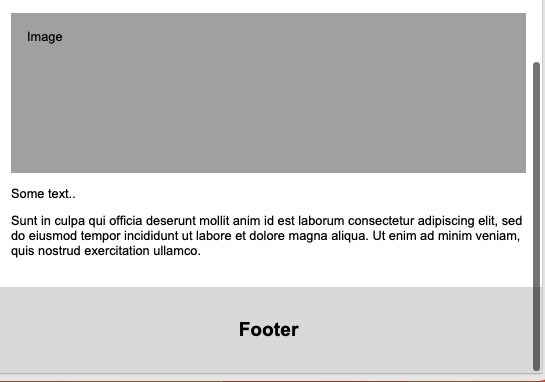 Image
Some text..
Sunt in culpa qui officia deserunt mollit anim id est laborum consectetur adipiscing elit, sed
do eiusmod tempor incididunt ut labore et dolore magna aliqua. Ut enim ad minim veniam,
quis nostrud exercitation ullamco.
Footer